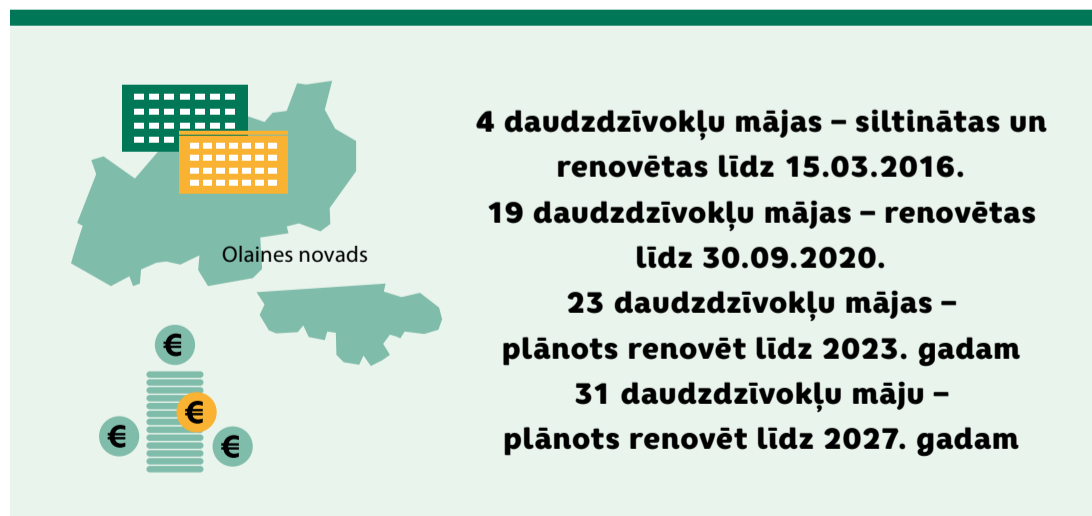 4 daudzdzīvokļu mājas – siltinātas un
renovētas līdz 15.03.2016.
19 daudzdzīvokļu mājas – renovētas
līdz 30.09.2020.
23 daudzdzīvokļu mājas –
plānots renovēt līdz 2023. gadam
31 daudzdzīvokļu māju –
plānots renovēt līdz 2027. gadam
Olaines novads
€
€
€
€